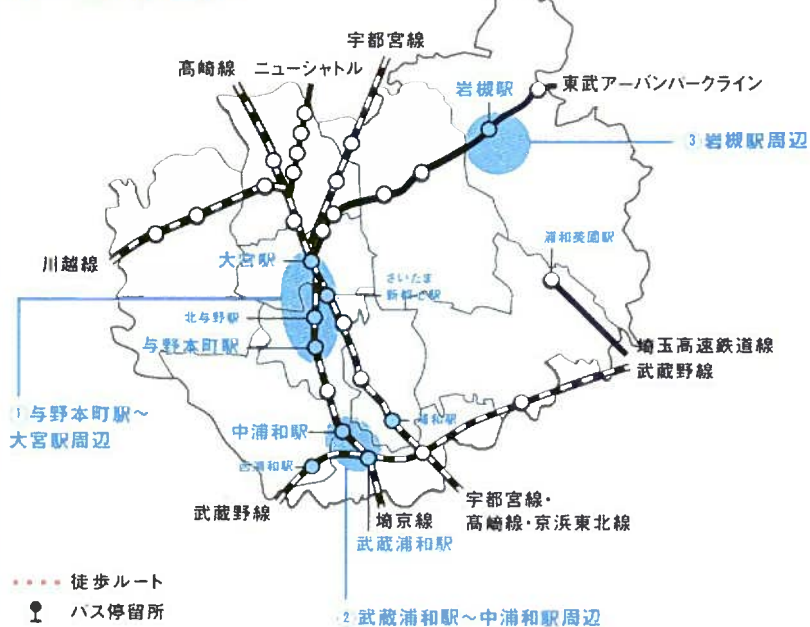 宇都宮線
高崎線
ニューシャトル
岩槻駅
東武アーバンパークライン
③岩槻駅周辺
浦和美園駅
川越線
大宮駅
さいたま
新都心駅
北与野駅
与野本町駅
埼玉高速鉄道線
武蔵野線
①与野本町駅〜
大宮駅周辺
中浦和駅
浦和駅
西浦和駅
武蔵野線
埼京線
武蔵浦和駅
宇都宮線・
高崎線・京浜東北線
徒歩ルート
バス停留所
②武蔵浦和駅〜中浦和駅周辺